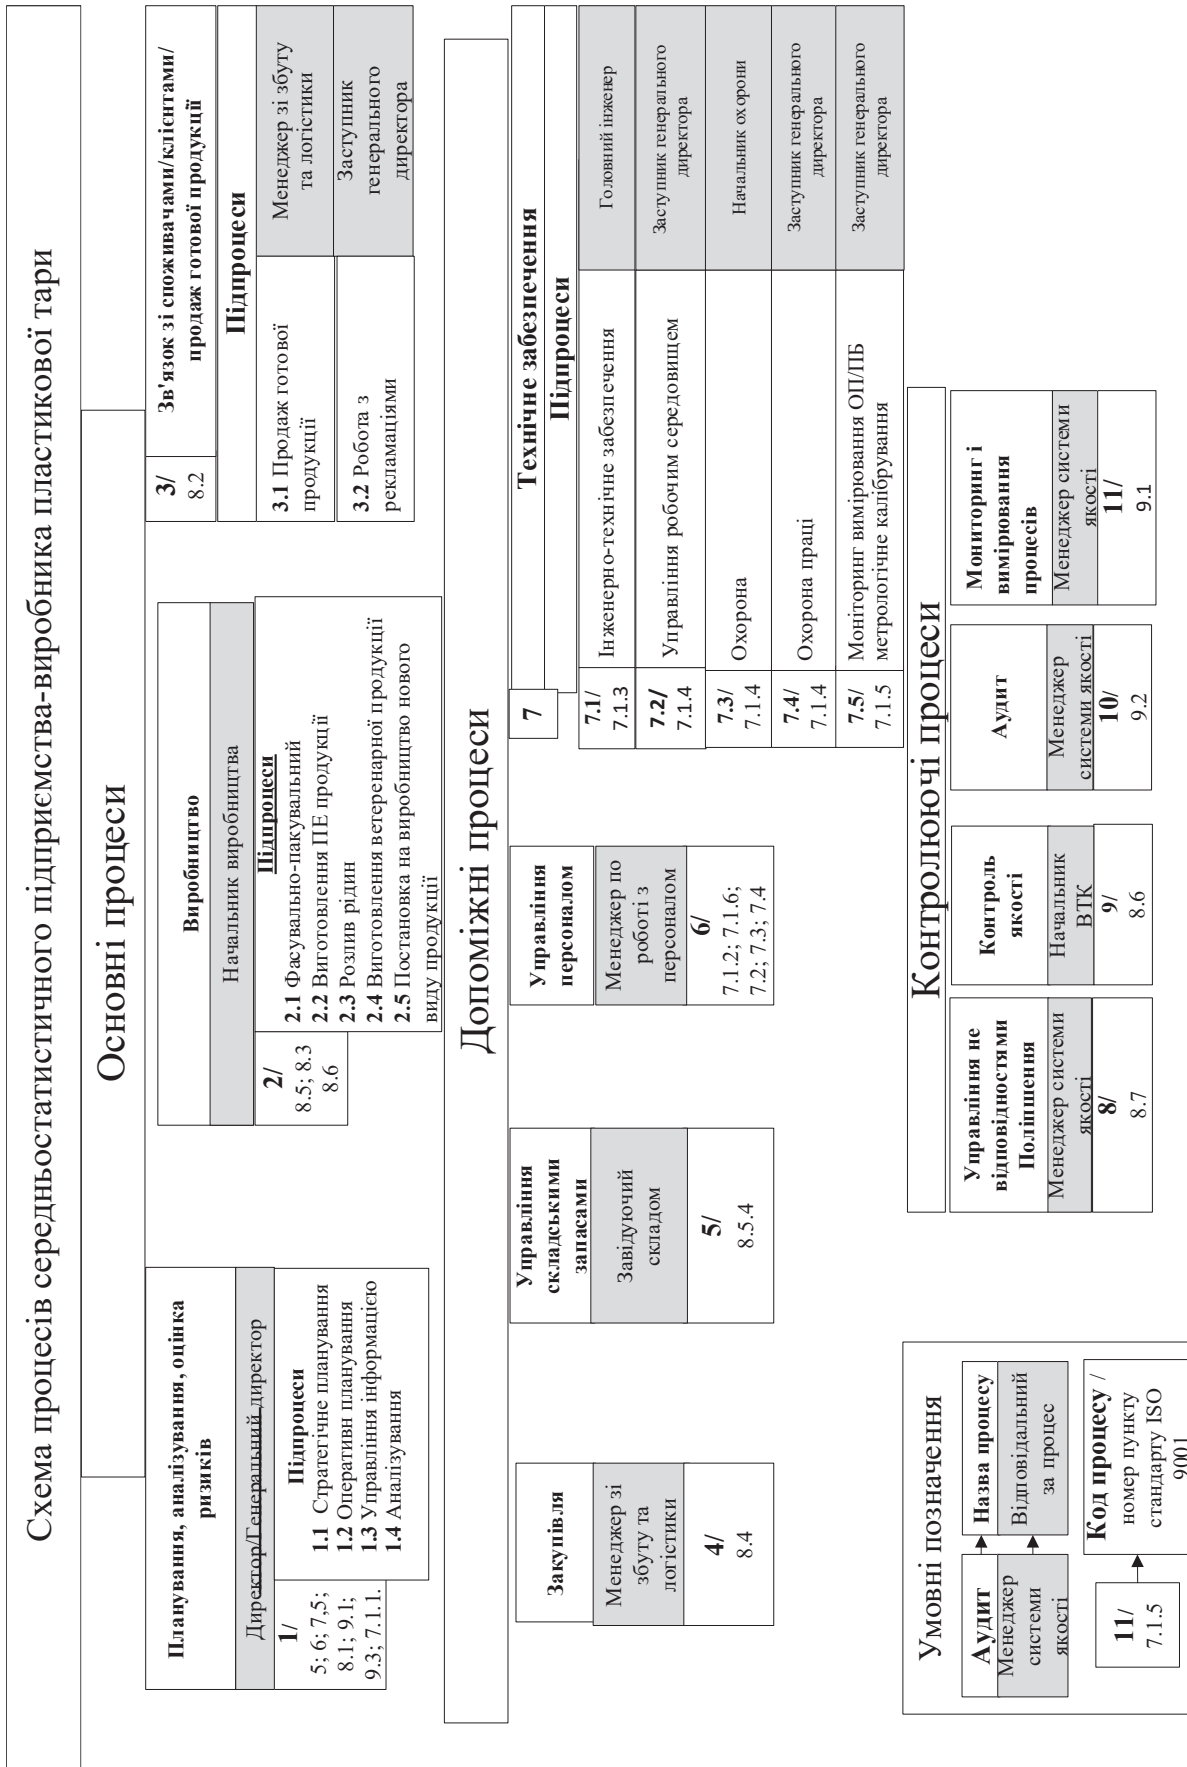 Схема процесів середньостатистичного підприємства-виробника пластикової тари
Основні процеси
Планування, аналізування, оцінка
ризиків
Директор/Генеральний директор
1/
5; 6; 7,5;
8.1; 9.1;
9.3; 7.1.1.
Підпроцеси
1.1 Стратегічне планування
1.2 Оперативн планування
1.3 Управління інформацією
1.4 Аналізування
Виробництво
Начальник виробництва
2/
8.5; 8.3
8.6
Підпроцеси
2.1 Фасувально-пакувальний
2.2 Виготовлення ПЕ продукції
2.3 Розлив рідин
2.4 Виготовлення ветеренарної продукції
2.5 Постановка на виробництво нового
виду продукції
3/
8.2
Зв'язок зі споживачами/клієнтами/
продаж готової продукції
Підпроцеси
3.1 Продаж готової
продукції
Менеджер зі збуту
та логістики
3.2 Робота з
рекламаціями
Заступник
генерального
директора
Допоміжні процеси
Закупівля
Менеджер зі
збуту та
логістики
4/
8.4
Управління
складськими
запасами
Завідуючий
складом
5/
8.5.4
Управління
персоналом
Менеджер по
роботі з
персоналом
6/
7.1.2; 7.1.6;
7.2; 7.3; 7.4
7
Технічне забезпечення
Підпроцеси
7.1/
7.1.3
Інженерно-технічне забезпечення
Головний інженер
7.2/
7.1.4
Управління робочим середовищем
Заступник генерального
директора
7.3/
7.1.4
Охорона
Начальник охорони
7.4/
7.1.4
Охорона праці
Заступник генерального
директора
7.5/
7.1.5
Моніторинг вимірювання ОП/ПБ
метрологічне калібрування
Заступник генерального
директора
Контролюючі процеси
Управління не
відповідностями
Поліпшення
Менеджер системи
якості
8/
8.7
Контроль
якості
Начальник
ВТК
9/
8.6
Аудит
Менеджер
системи якості
10/
9.2
Мониторинг і
вимірювання
процесів
Менеджер системи
якості
11/
9.1
Умовні позначення
Аудит
Менеджер
системи
якості
Назва процесу
Відповідальний
за процес
11/
7.1.5
Код процесу /
номер пункту
стандарту ISO
9001